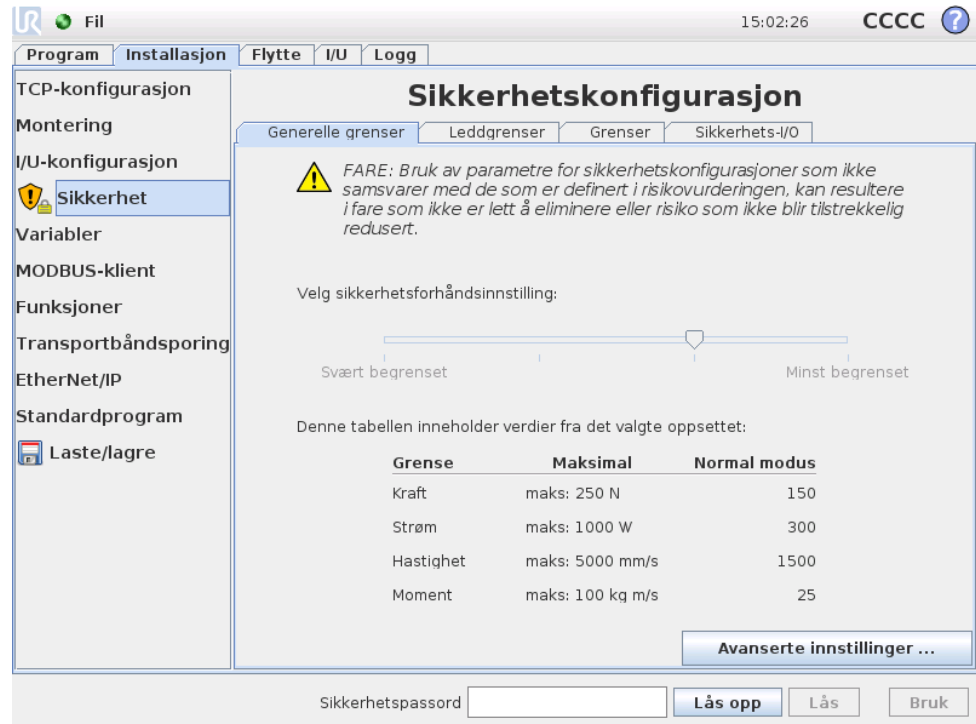 UR Fil 15:02:26 CCCC ?
Program Installasjon Flytte I/U Logg
TCP-konfigurasjon
Montering
I/U-konfigurasjon
Sikkerhet
Variabler
MODBUS-klient
Funksjoner
Transportbåndsporing
EtherNet/IP
Standardprogram
Laste/lagre
Sikkerhetskonfigurasjon
Generelle grenser Leddgrenser Grenser Sikkerhets-I/O
FARE: Bruk av parametre for sikkerhetskonfigurasjoner som ikke
samsvarer med de som er definert i risikovurderingen, kan resultere
i fare som ikke er lett å eliminere eller risiko som ikke blir tilstrekkelig
redusert.
Velg sikkerhetsforhåndsinnstilling:
Svært begrenset Minst begrenset
Denne tabellen inneholder verdier fra det valgte oppsettet:
Grense Maksimal Normal modus
Kraft maks: 250 N 150
Strøm maks: 1000 W 300
Hastighet maks: 5000 mm/s 1500
Moment maks: 100 kg m/s 25
Avanserte innstillinger ...
Sikkerhetspassord Lås opp Lås Bruk